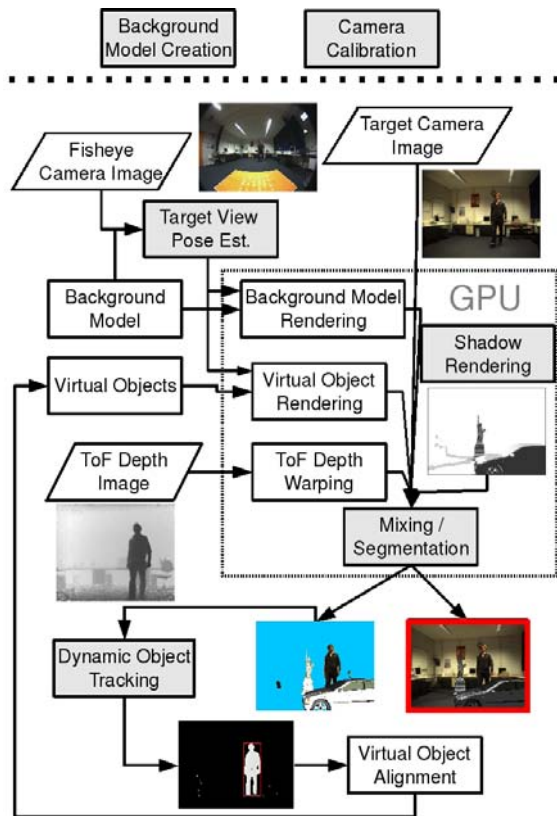 Background
Model Creation
Camera
Calibration
Fisheye
Camera Image
Target Camera
Image
Target View
Pose Est.
Background
Model
Background Model
Rendering
GPU
Shadow
Rendering
Virtual Objects
Virtual Object
Rendering
ToF Depth
Image
ToF Depth
Warping
Mixing /
Segmentation
Dynamic Object
Tracking
Virtual Object
Alignment